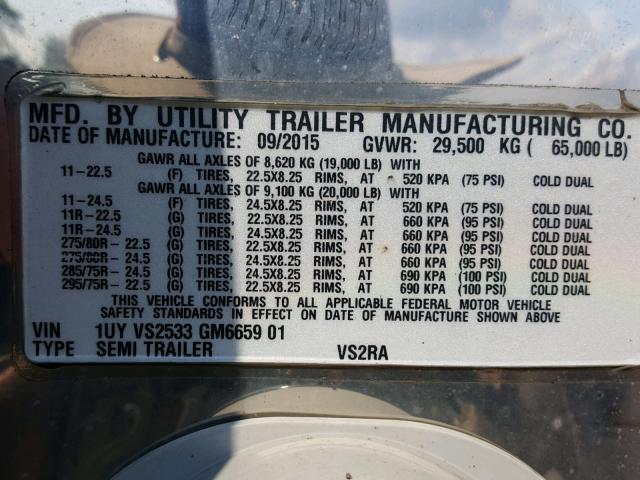 MFD. BY UTILITY TRAILER MANUFACTURING CO.
DATE OF MANUFACTURE: 09/2015 GVWR: 29,500 KG ( 65,000 LB)
GAWR ALL AXLES OF 8,620 KG (19,000 LB) WITH
11-22.5 (F) TIRES, 22.5X8.25 RIMS, AT 520 KPA (75 PSI) COLD DUAL
GAWR ALL AXLES OF 9,100 KG (20,000 LB) WITH
11-24.5 (F) TIRES, 24.5X8.25 RIMS, AT 520 KPA (75 PSI) COLD DUAL
11R-22.5 (G) TIRES, 22.5X8.25 RIMS, AT 660 KPA (95 PSI) COLD DUAL
11R-24.5 (G) TIRES, 24.5X8.25 RIMS, AT 660 KPA (95 PSI) COLD DUAL
275/80R-22.5 (G) TIRES, 22.5X8.25 RIMS, AT 660 KPA (95 PSI) COLD DUAL
275/80R-24.5 (G) TIRES, 24.5X8.25 RIMS, AT 660 KPA (95 PSI) COLD DUAL
285/75R-24.5 (G) TIRES, 24.5X8.25 RIMS, AT 690 KPA (100 PSI) COLD DUAL
295/75R-22.5 (G) TIRES, 22.5X8.25 RIMS, AT 690 KPA (100 PSI) COLD DUAL
THIS VEHICLE CONFORMS TO ALL APPLICABLE FEDERAL MOTOR VEHICLE
SAFETY STANDARDS IN EFFECT ON DATE OF MANUFACTURE SHOWN ABOVE
VIN 1UY VS2533 GM6659 01
TYPE SEMI TRAILER VS2RA